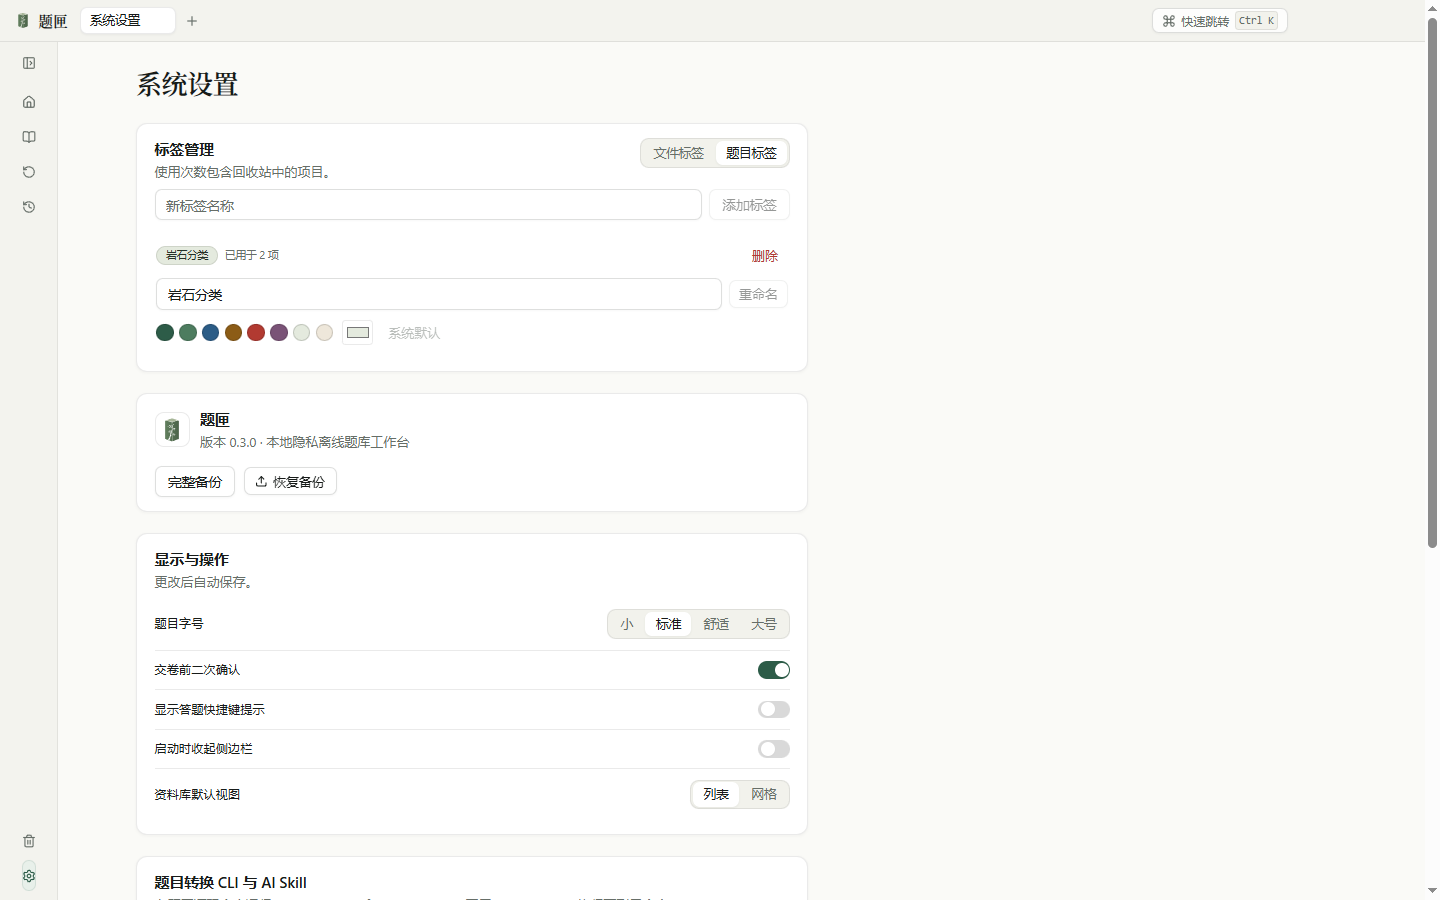 题匣
系统设置
快速跳转 Ctrl K
系统设置
标签管理
文件标签 题目标签
使用次数包含回收站中的项目。
新标签名称 添加标签
岩石分类 已用于 2 项 删除
岩石分类 重命名
系统默认
题匣
版本 0.3.0 · 本地隐私离线题库工作台
完整备份 恢复备份
显示与操作
更改后自动保存。
题目字号 小 标准 舒适 大号
交卷前二次确认
显示答题快捷键提示
启动时收起侧边栏
资料库默认视图 列表 网格
题目转换 CLI 与 AI Skill